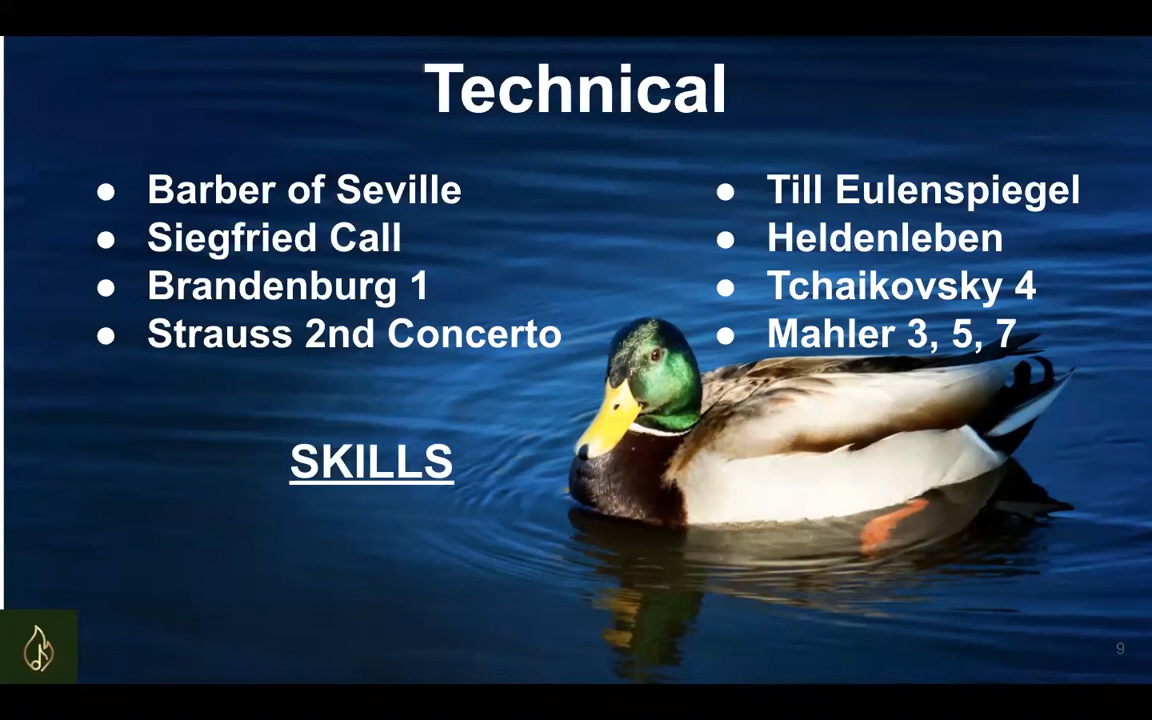 Technical
● Barber of Seville
● Siegfried Call
● Brandenburg 1
● Strauss 2nd Concerto
● Till Eulenspiegel
● Heldenleben
● Tchaikovsky 4
● Mahler 3, 5, 7
SKILLS
9